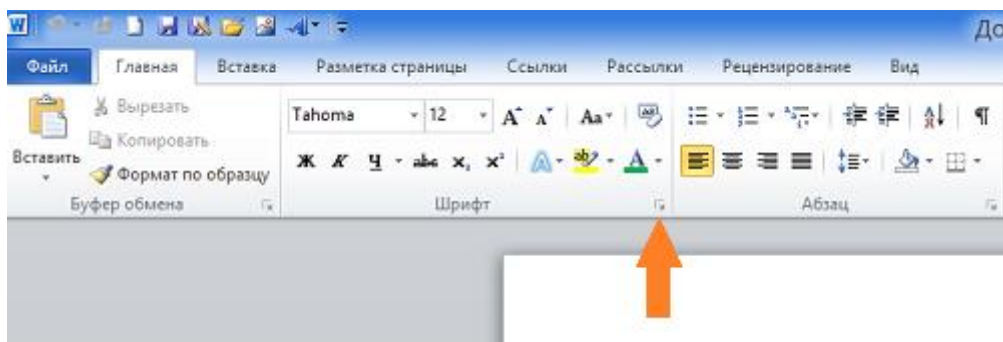 W До
Файл Главная Вставка Разметка страницы Ссылки Рассылки Рецензирование Вид
Вырезать
Копировать
Вставить
Формат по образцу
Буфер обмена
Tahoma 12 A A Aa
Ж К Ч abc x, x² A ab A
Шрифт
А Я ¶
Абзац